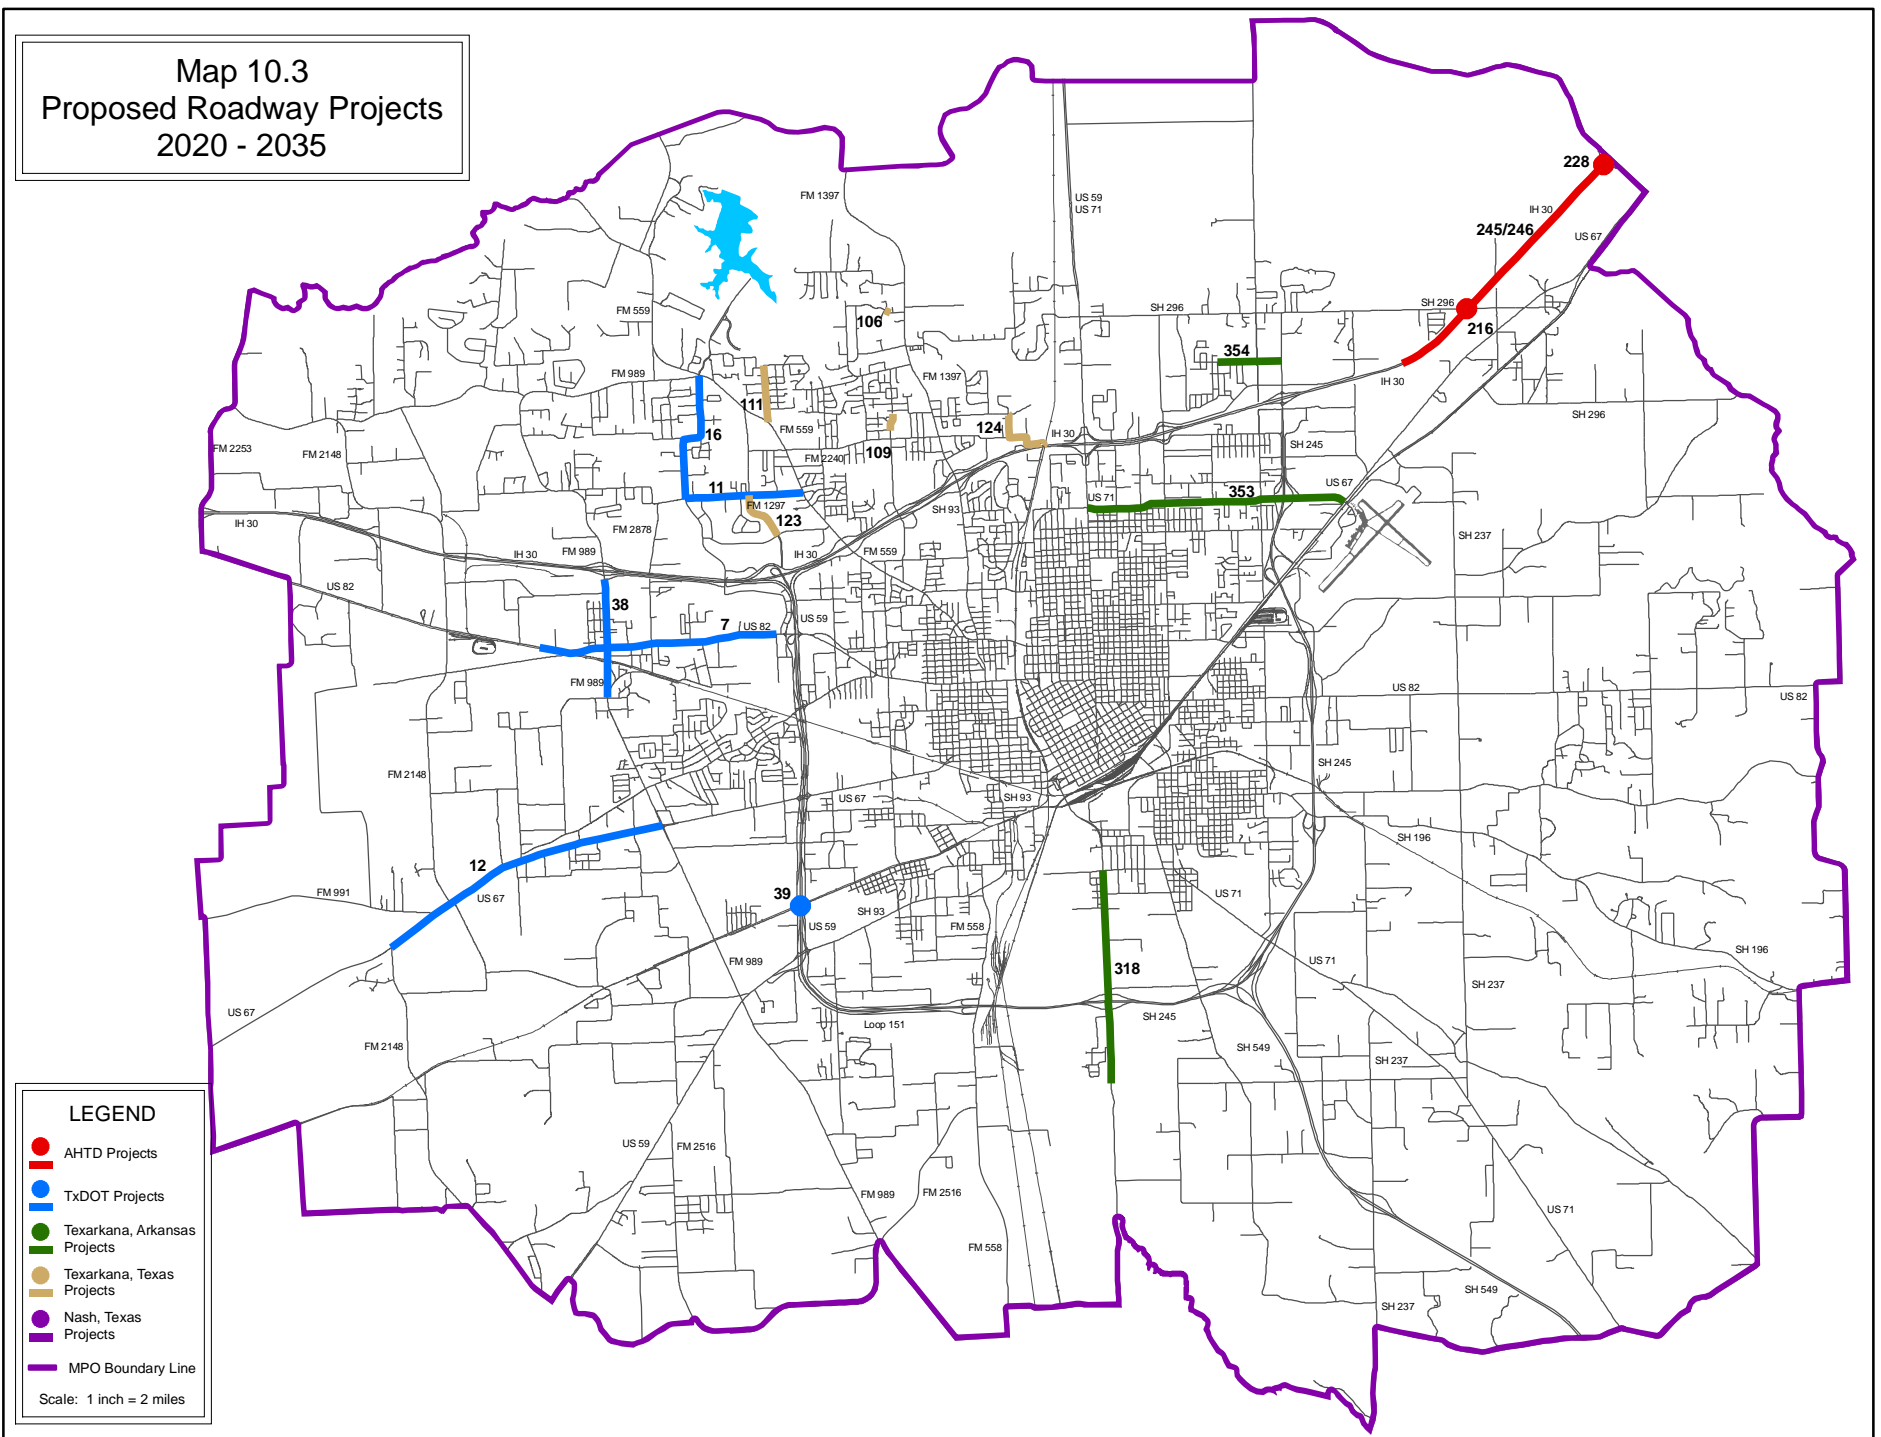 Map 10.3
Proposed Roadway Projects
2020 - 2035
228
FM 1397
US 59
US 71
IH 30
245/246
US 67
SH 296
SH 296
216
FM 559
106
354
FM 989
FM 1397
IH 30
111
SH 296
16
FM 559
124
IH 30
SH 245
FM 2253
FM 2148
FM 2240
109
11
353
US 67
US 71
FM 1297
SH 93
123
IH 30
FM 2878
SH 237
IH 30
FM 989
IH 30
FM 559
US 82
38
7
US 82
US 59
FM 989
US 82
US 82
FM 2148
SH 245
US 67
SH 93
SH 196
12
FM 991
US 67
39
US 71
SH 93
US 59
FM 558
SH 196
FM 989
318
US 71
SH 237
US 67
Loop 151
SH 245
FM 2148
SH 549
SH 237
LEGEND
AHTD Projects
TxDOT Projects
Texarkana, Arkansas
Projects
Texarkana, Texas
Projects
Nash, Texas
Projects
MPO Boundary Line
Scale: 1 inch = 2 miles
US 59
FM 2516
FM 989
FM 2516
US 71
FM 558
SH 549
SH 237